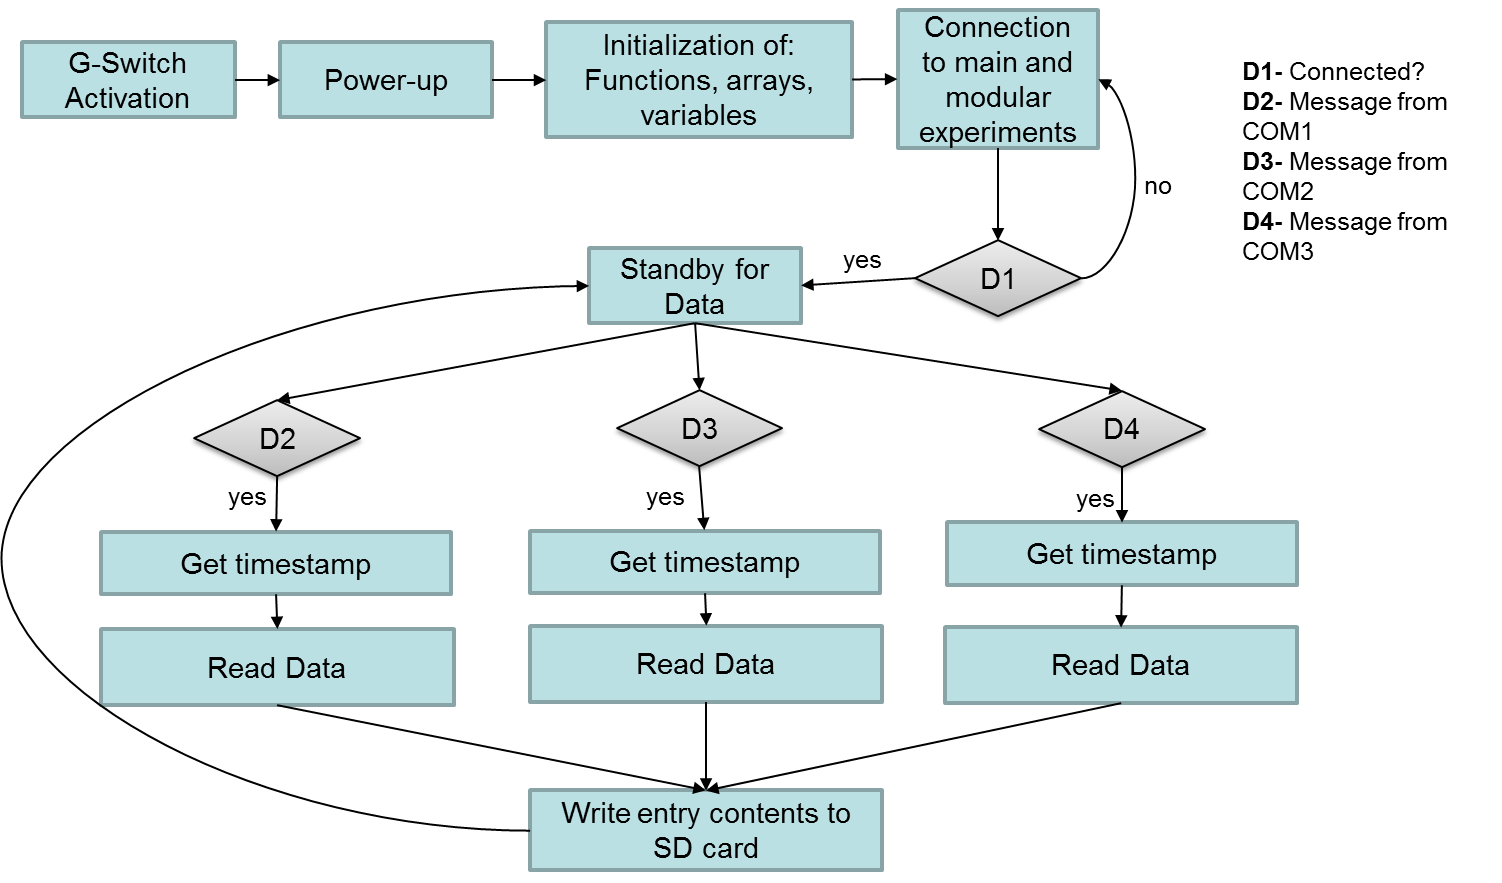 G-Switch
Activation
Power-up
Initialization of:
Functions, arrays,
variables
Connection
to main and
modular
experiments
D1- Connected?
D2- Message from
COM1
D3- Message from
COM2
D4- Message from
COM3
no
yes
D1
Standby for
Data
D2
D3
D4
yes
yes
yes
Get timestamp
Get timestamp
Get timestamp
Read Data
Read Data
Read Data
Write entry contents to
SD card